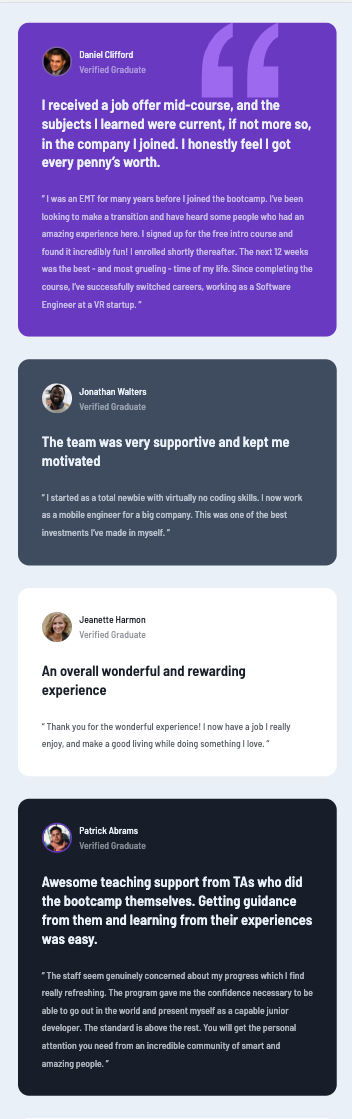 Daniel Clifford
Verified Graduate
I received a job offer mid-course, and the
subjects I learned were current, if not more so,
in the company I joined. I honestly feel I got
every penny’s worth.
“ I was an EMT for many years before I joined the bootcamp. I’ve been
looking to make a transition and have heard some people who had an
amazing experience here. I signed up for the free intro course and
found it incredibly fun! I enrolled shortly thereafter. The next 12 weeks
was the best - and most grueling - time of my life. Since completing the
course, I’ve successfully switched careers, working as a Software
Engineer at a VR startup. ”
Jonathan Walters
Verified Graduate
The team was very supportive and kept me
motivated
“ I started as a total newbie with virtually no coding skills. I now work
as a mobile engineer for a big company. This was one of the best
investments I’ve made in myself. ”
Jeanette Harmon
Verified Graduate
An overall wonderful and rewarding
experience
“ Thank you for the wonderful experience! I now have a job I really
enjoy, and make a good living while doing something I love. ”
Patrick Abrams
Verified Graduate
Awesome teaching support from TAs who did
the bootcamp themselves. Getting guidance
from them and learning from their experiences
was easy.
“ The staff seem genuinely concerned about my progress which I find
really refreshing. The program gave me the confidence necessary to be
able to go out in the world and present myself as a capable junior
developer. The standard is above the rest. You will get the personal
attention you need from an incredible community of smart and
amazing people. ”